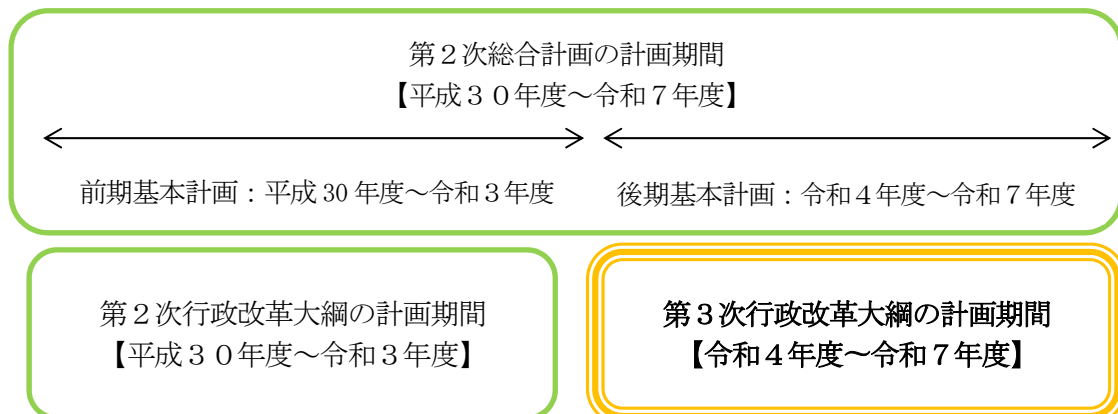 第２次総合計画の計画期間
【平成３０年度～令和７年度】
前期基本計画：平成 30 年度～令和３年度
後期基本計画：令和４年度～令和７年度
第２次行政改革大綱の計画期間
【平成３０年度～令和３年度】
第３次行政改革大綱の計画期間
【令和４年度～令和７年度】